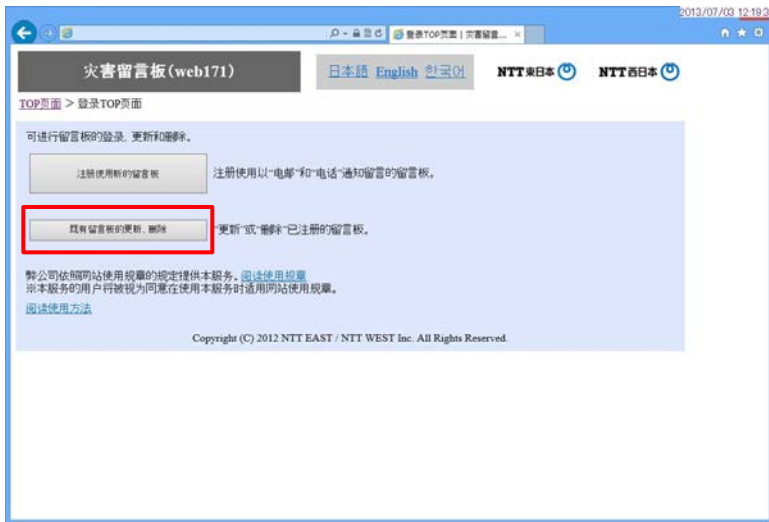 2013/07/03 12:19:3
登录TOP页面 | 灾害留言... ×
灾害留言板(web171)
日本語 English 한국어
NTT東日本
NTT西日本
TOP页面 > 登录TOP页面
可进行留言板的登录、更新和删除。
注册使用新的留言板
注册使用以“电邮”和“电话”通知留言的留言板。
既有留言板的更新、删除
“更新”或“删除”已注册的留言板。
弊公司依照网站使用规章的规定提供本服务。阅读使用规章
※本服务的用户将被视为同意在使用本服务时适用网站使用规章。
阅读使用方法
Copyright (C) 2012 NTT EAST / NTT WEST Inc. All Rights Reserved.